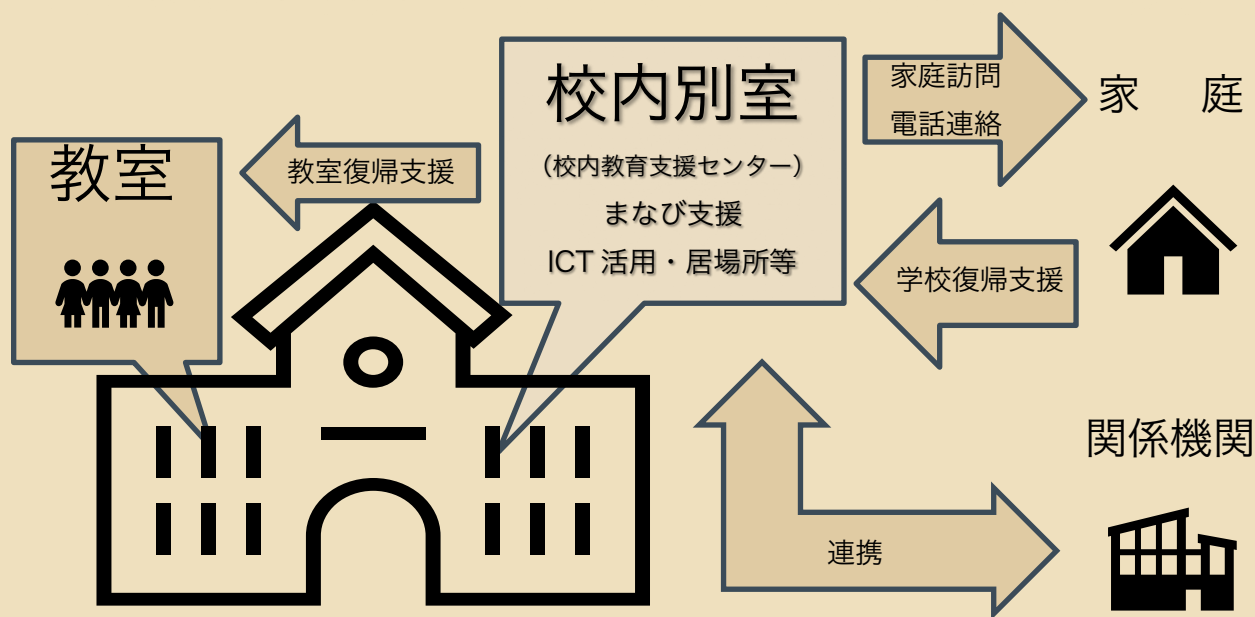 教室
教室復帰支援
校内別室
（校内教育支援センター）
まなび支援
ICT 活用・居場所等
家庭訪問
電話連絡
家　庭
学校復帰支援
関係機関
連携